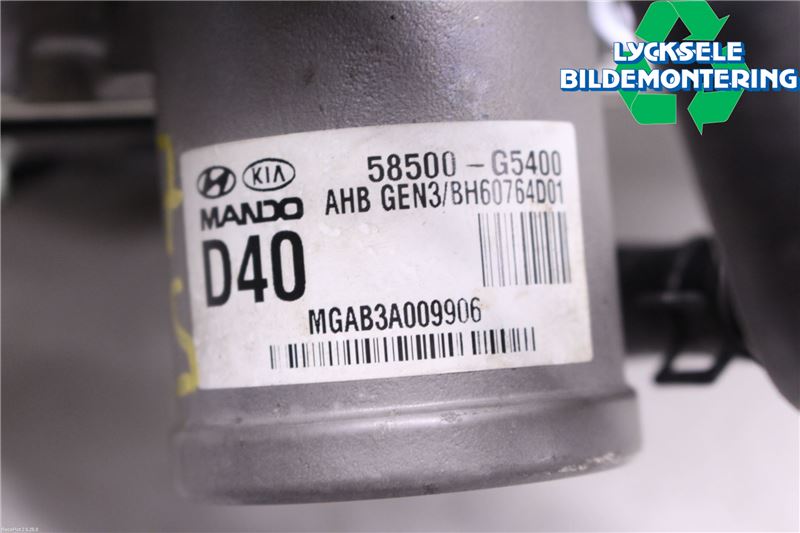 LYCKSELE
BILDEMONTERING
KIA
58500-G5400
MANDO
AHB GEN3/BH60764D01
D40
MGAB3A009906